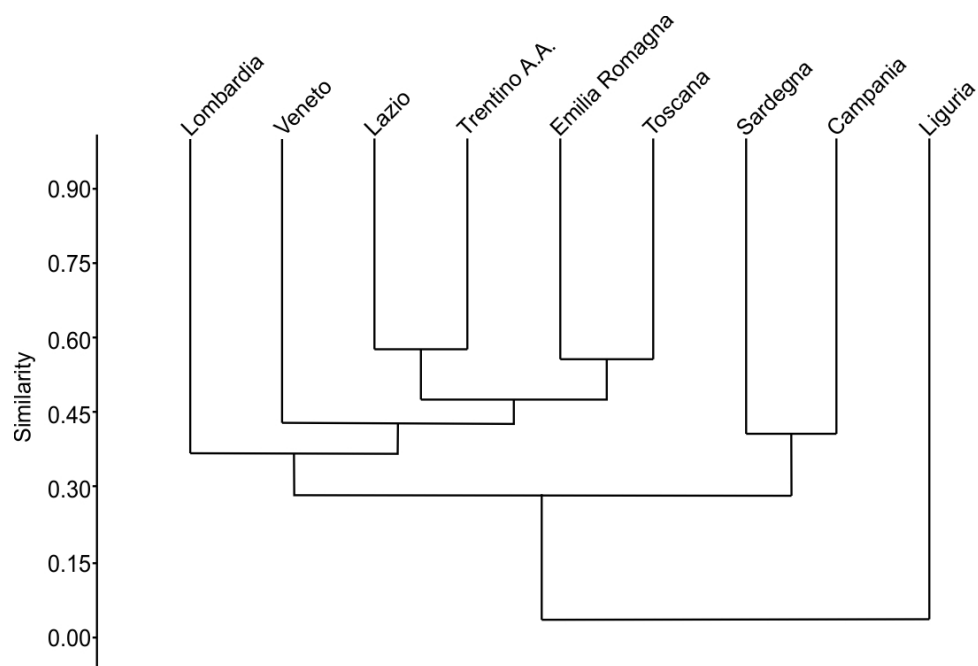 Lombardia
Veneto
Lazio
Trentino A.A.
Emilia Romagna
Toscana
Sardegna
Campania
Liguria
0.90
0.75
0.60
0.45
0.30
0.15
0.00
Similarity